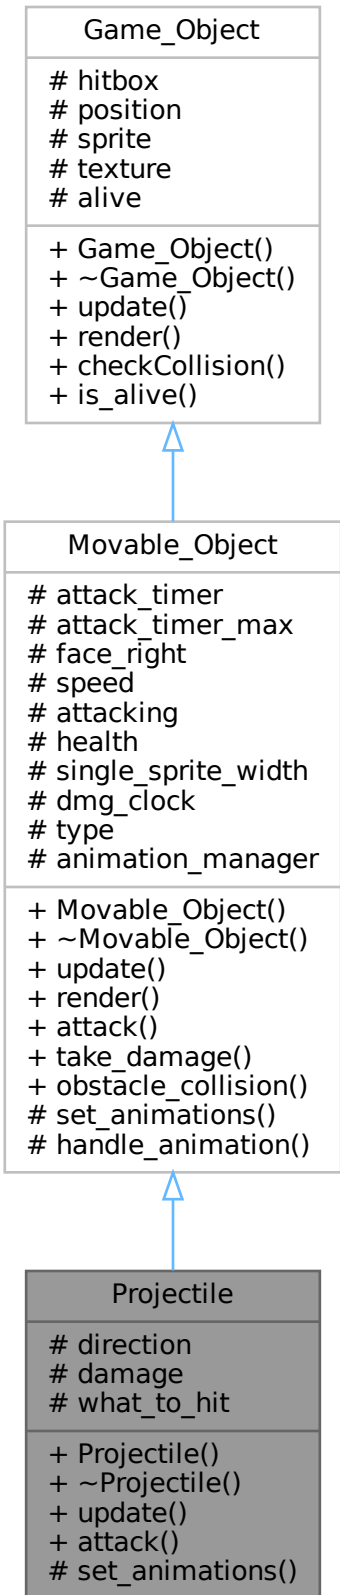 Game_Object
# hitbox
# position
# sprite
# texture
# alive
+ Game_Object()
+ ~Game_Object()
+ update()
+ render()
+ checkCollision()
+ is_alive()
Movable_Object
# attack_timer
# attack_timer_max
# face_right
# speed
# attacking
# health
# single_sprite_width
# dmg_clock
# type
# animation_manager
+ Movable_Object()
+ ~Movable_Object()
+ update()
+ render()
+ attack()
+ take_damage()
+ obstacle_collision()
# set_animations()
# handle_animation()
Projectile
# direction
# damage
# what_to_hit
+ Projectile()
+ ~Projectile()
+ update()
+ attack()
# set_animations()